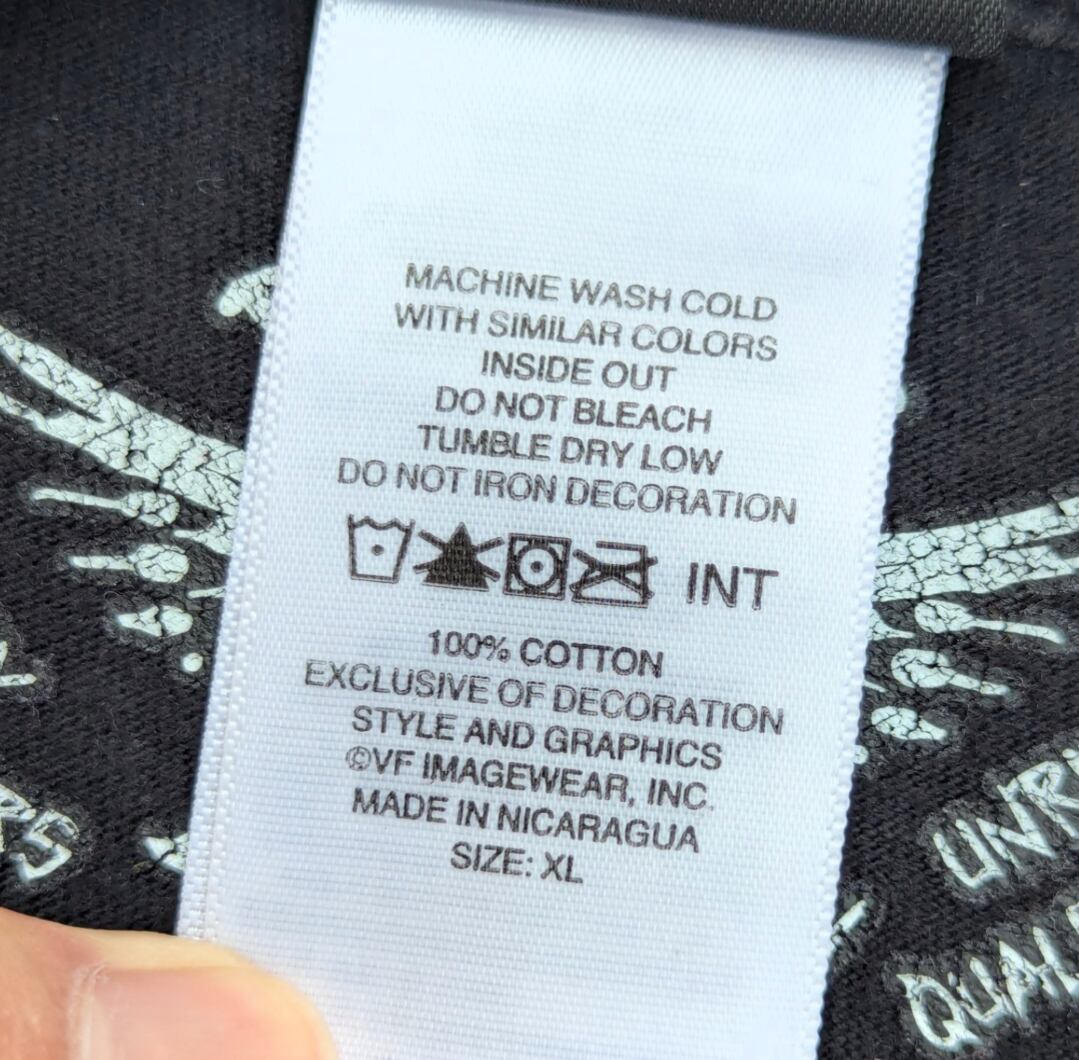 MACHINE WASH COLD
WITH SIMILAR COLORS
INSIDE OUT
DO NOT BLEACH
TUMBLE DRY LOW
DO NOT IRON DECORATION
INT
100% COTTON
EXCLUSIVE OF DECORATION
STYLE AND GRAPHICS
©VF IMAGEWEAR, INC.
MADE IN NICARAGUA
SIZE: XL